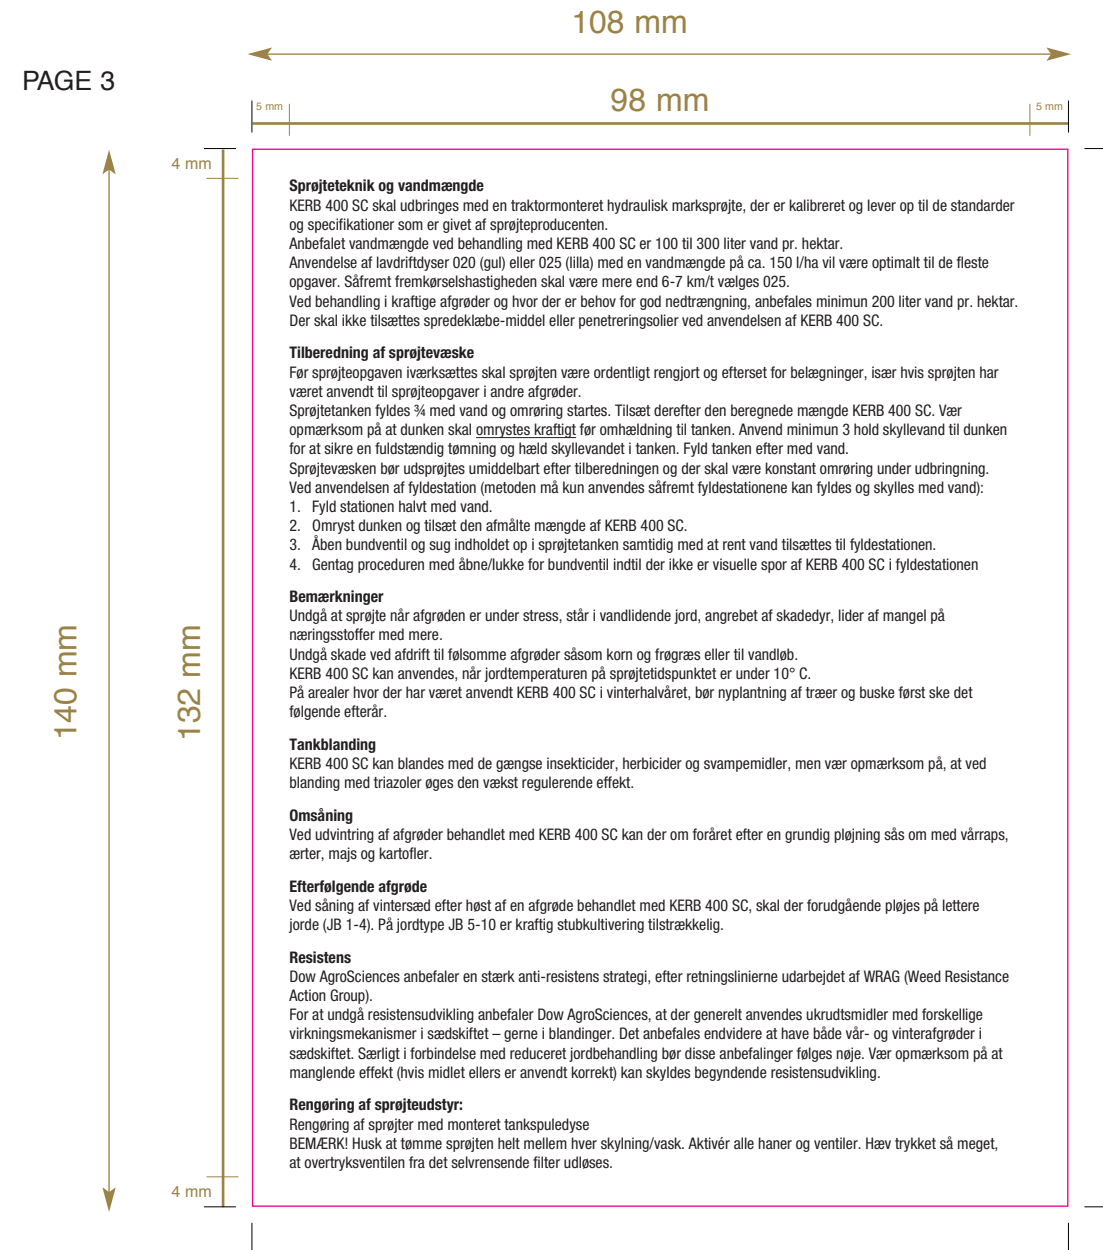 108 mm
PAGE 3
98 mm
5 mm
5 mm
4 mm
Sprøjteteknik og vandmængde
KERB 400 SC skal udbringes med en traktormonteret hydraulisk marksprøjte, der er kalibreret og lever op til de standarder
og specifikationer som er givet af sprøjteproducenten.
Anbefalet vandmængde ved behandling med KERB 400 SC er 100 til 300 liter vand pr. hektar.
Anvendelse af lavdriftdyser 020 (gul) eller 025 (lilla) med en vandmængde på ca. 150 l/ha vil være optimalt til de fleste
opgaver. Såfremt fremkørselshastigheden skal være mere end 6-7 km/t vælges 025.
Ved behandling i kraftige afgrøder og hvor der er behov for god nedtrængning, anbefales minimun 200 liter vand pr. hektar.
Der skal ikke tilsættes spredeklæbe-middel eller penetreringsolier ved anvendelsen af KERB 400 SC.
Tilberedning af sprøjtevæske
Før sprøjteopgaven iværksættes skal sprøjten være ordentligt rengjort og efterset for belægninger, især hvis sprøjten har
været anvendt til sprøjteopgaver i andre afgrøder.
Sprøjtetanken fyldes ¾ med vand og omrøring startes. Tilsæt derefter den beregnede mængde KERB 400 SC. Vær
opmærksom på at dunken skal omrystes kraftigt før omhældning til tanken. Anvend minimun 3 hold skyllevand til dunken
for at sikre en fuldstændig tømning og hæld skyllevandet i tanken. Fyld tanken efter med vand.
Sprøjtevæsken bør udsprøjtes umiddelbart efter tilberedningen og der skal være konstant omrøring under udbringning.
Ved anvendelsen af fyldestation (metoden må kun anvendes såfremt fyldestationene kan fyldes og skylles med vand):
1. Fyld stationen halvt med vand.
2. Omryst dunken og tilsæt den afmålte mængde af KERB 400 SC.
3. Åben bundventil og sug indholdet op i sprøjtetanken samtidig med at rent vand tilsættes til fyldestationen.
4. Gentag proceduren med åbne/lukke for bundventil indtil der ikke er visuelle spor af KERB 400 SC i fyldestationen
Bemærkninger
Undgå at sprøjte når afgrøden er under stress, står i vandlidende jord, angrebet af skadedyr, lider af mangel på
næringsstoffer med mere.
Undgå skade ved afdrift til følsomme afgrøder såsom korn og frøgræs eller til vandløb.
KERB 400 SC kan anvendes, når jordtemperaturen på sprøjtetidspunktet er under 10° C.
På arealer hvor der har været anvendt KERB 400 SC i vinterhalvåret, bør nyplantning af træer og buske først ske det
følgende efterår.
Tankblanding
KERB 400 SC kan blandes med de gængse insekticider, herbicider og svampemidler, men vær opmærksom på, at ved
blanding med triazoler øges den vækst regulerende effekt.
Omsåning
Ved udvintring af afgrøder behandlet med KERB 400 SC kan der om foråret efter en grundig pløjning sås om med vårraps,
ærter, majs og kartofler.
Efterfølgende afgrøde
Ved såning af vintersæd efter høst af en afgrøde behandlet med KERB 400 SC, skal der forudgående pløjes på lettere
jorde (JB 1-4). På jordtype JB 5-10 er kraftig stubkultivering tilstrækkelig.
Resistens
Dow AgroSciences anbefaler en stærk anti-resistens strategi, efter retningslinierne udarbejdet af WRAG (Weed Resistance
Action Group).
For at undgå resistensudvikling anbefaler Dow AgroSciences, at der generelt anvendes ukrudtsmidler med forskellige
virkningsmekanismer i sædskiftet – gerne i blandinger. Det anbefales endvidere at have både vår- og vinterafgrøder i
sædskiftet. Særligt i forbindelse med reduceret jordbehandling bør disse anbefalinger følges nøje. Vær opmærksom på at
manglende effekt (hvis midlet ellers er anvendt korrekt) kan skyldes begyndende resistensudvikling.
Rengøring af sprøjteudstyr:
Rengøring af sprøjter med monteret tankspuledyse
BEMÆRK! Husk at tømme sprøjten helt mellem hver skylning/vask. Aktivér alle haner og ventiler. Hæv trykket så meget,
at overtryksventilen fra det selvrensende filter udløses.
140 mm
132 mm
4 mm